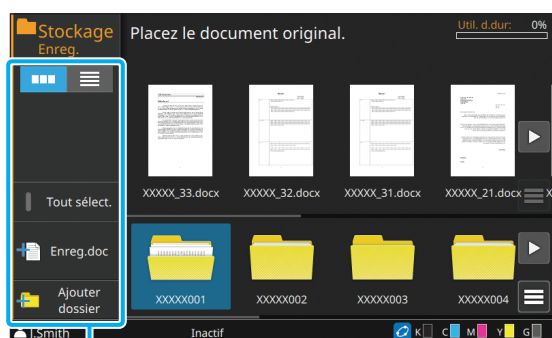 Stockage
Enreg.
Placez le document original.
Util. d.dur: 0%
XXXXX_33.docx
XXXXX_32.docx
XXXXX_31.docx
XXXXX_21.docx
X
Tout sélect.
Enreg.doc
Ajouter
dossier
XXXXX001
XXXXX002
XXXXX003
XXXXX004
J.Smith
Inactif
K C M Y G